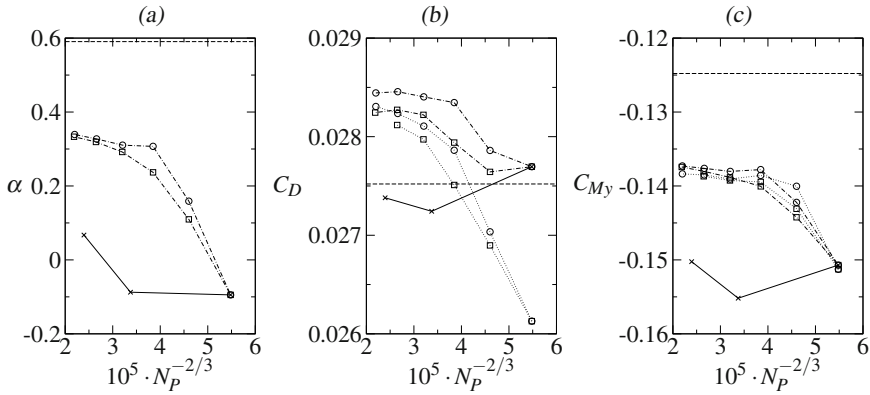 (a)
0.6
0.4
0.2
0
-0.2
α
2 3 4 5 6
10^5 · N_P^{-2/3}
(b)
0.029
0.028
0.027
0.026
C_D
2 3 4 5 6
10^5 · N_P^{-2/3}
(c)
-0.12
-0.13
-0.14
-0.15
-0.16
C_{My}
2 3 4 5 6
10^5 · N_P^{-2/3}